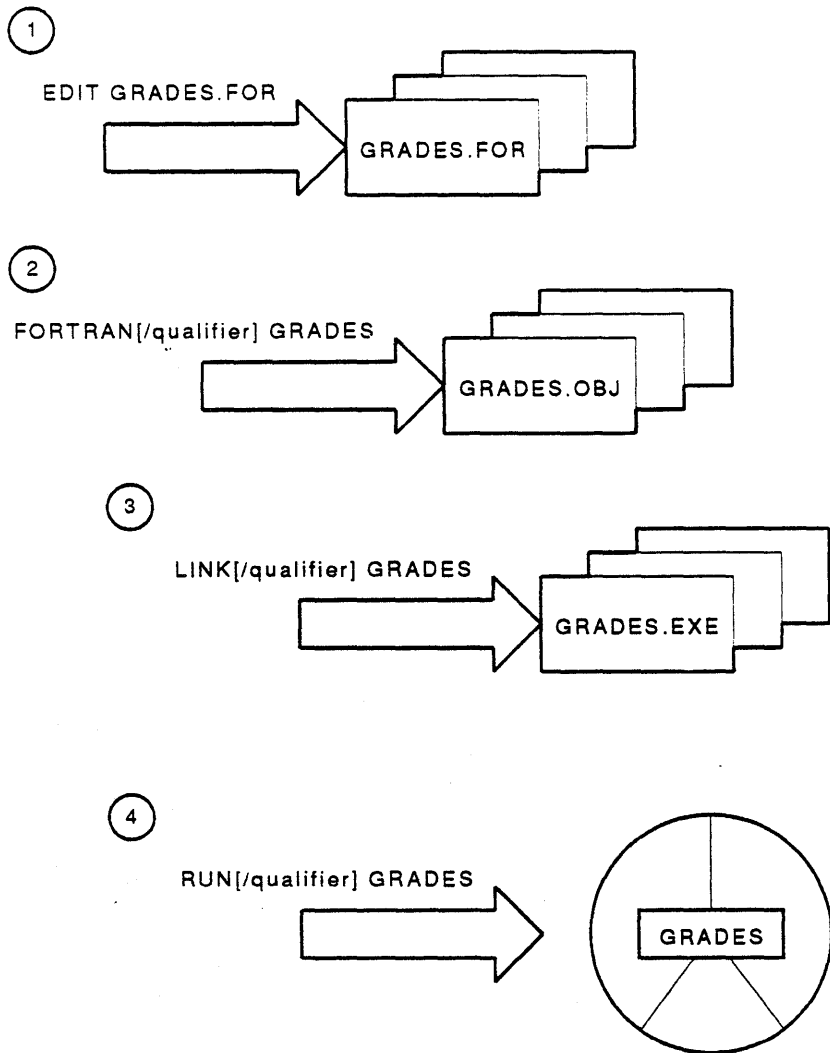 1
EDIT GRADES.FOR
GRADES.FOR
2
FORTRAN[/qualifier] GRADES
GRADES.OBJ
3
LINK[/qualifier] GRADES
GRADES.EXE
4
RUN[/qualifier] GRADES
GRADES